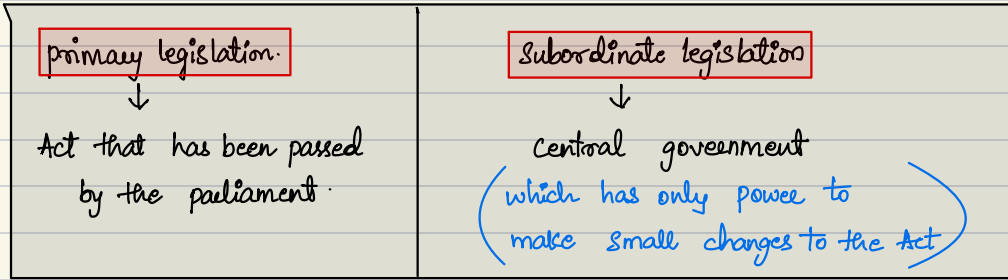 primary legislation.
Act that has been passed
by the parliament.
Subordinate legislation
central government
(which has only power to
make small changes to the Act)